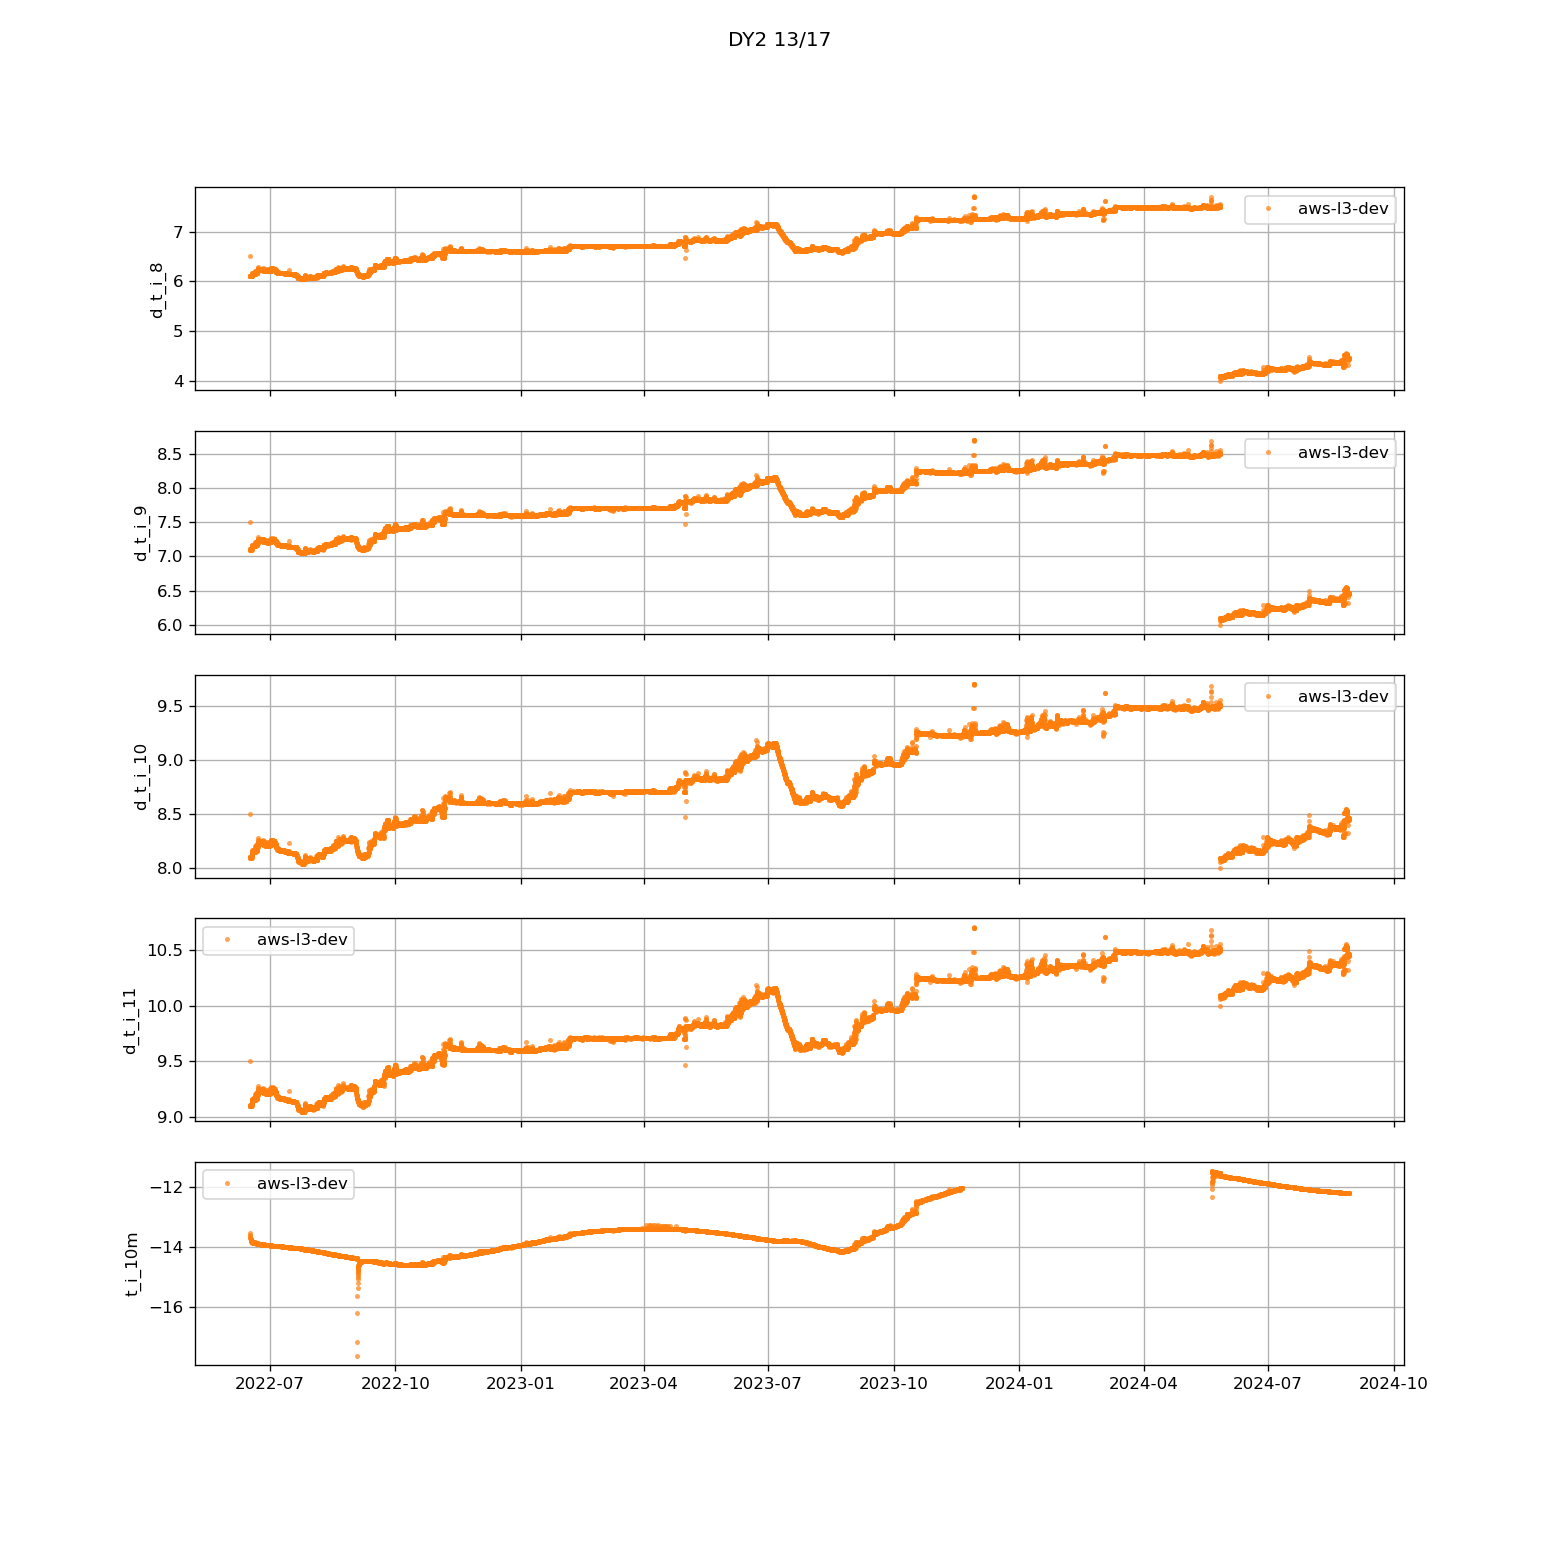 DY2 13/17
d_t_i_8
7
6
5
4
aws-l3-dev
d_t_i_9
8.5
8.0
7.5
7.0
6.5
6.0
aws-l3-dev
d_t_i_10
9.5
9.0
8.5
8.0
aws-l3-dev
d_t_i_11
10.5
10.0
9.5
9.0
aws-l3-dev
t_i_10m
−12
−14
−16
aws-l3-dev
2022-07 2022-10 2023-01 2023-04 2023-07 2023-10 2024-01 2024-04 2024-07 2024-10